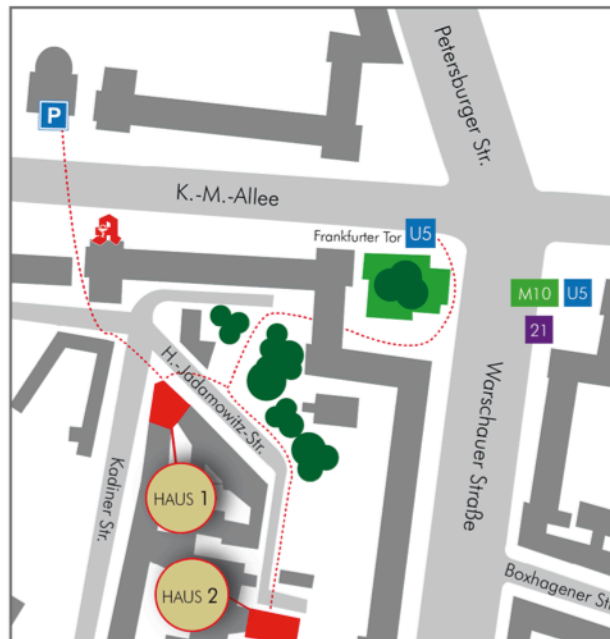 Petersburger Str.
P
K.-M.-Allee
Frankfurter Tor U5
M10 U5
21
H.-Jadamowitz-Str.
Warschauer Straße
Kadiner Str.
HAUS 1
HAUS 2
Boxhagener Str.